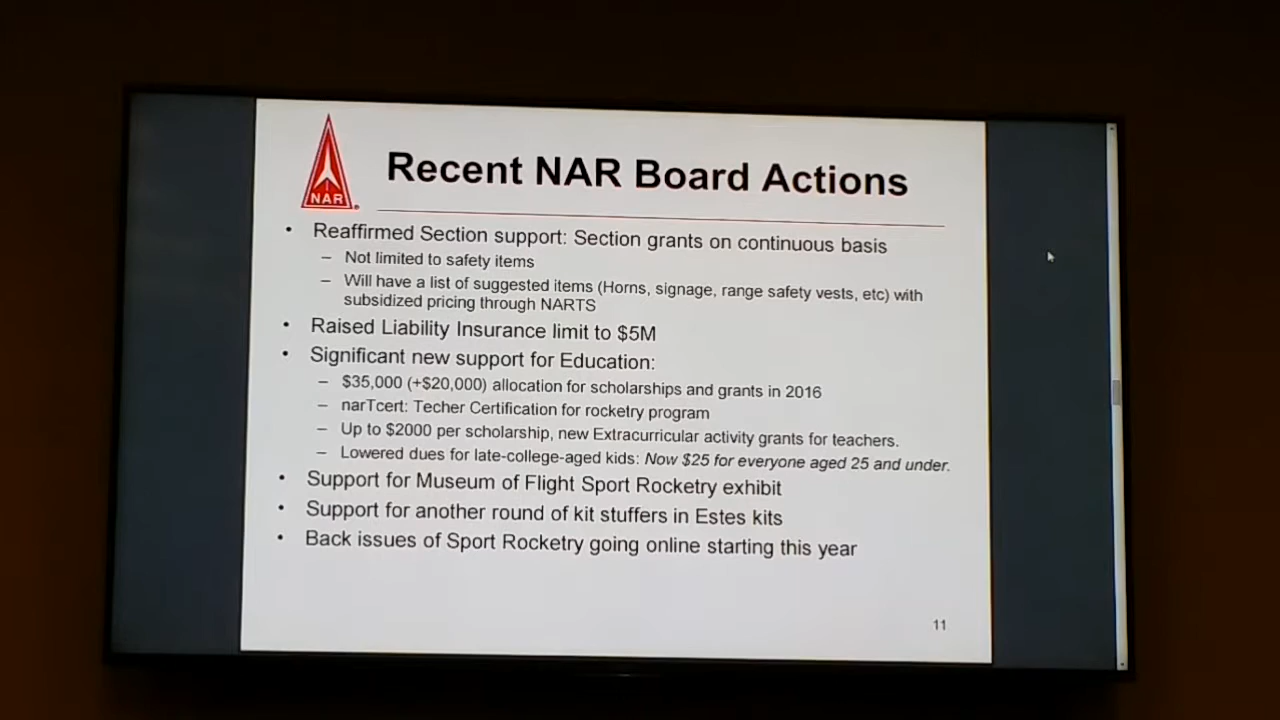 NAR
Recent NAR Board Actions
• Reaffirmed Section support: Section grants on continuous basis
– Not limited to safety items
– Will have a list of suggested items (Horns, signage, range safety vests, etc) with
subsidized pricing through NARTS
• Raised Liability Insurance limit to $5M
• Significant new support for Education:
– $35,000 (+$20,000) allocation for scholarships and grants in 2016
– narTcert: Techer Certification for rocketry program
– Up to $2000 per scholarship, new Extracurricular activity grants for teachers.
– Lowered dues for late-college-aged kids: Now $25 for everyone aged 25 and under.
• Support for Museum of Flight Sport Rocketry exhibit
• Support for another round of kit stuffers in Estes kits
• Back issues of Sport Rocketry going online starting this year
11